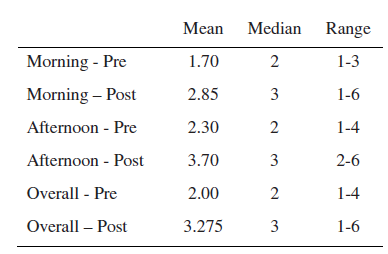 Mean Median Range
Morning - Pre 1.70 2 1-3
Morning – Post 2.85 3 1-6
Afternoon - Pre 2.30 2 1-4
Afternoon - Post 3.70 3 2-6
Overall - Pre 2.00 2 1-4
Overall – Post 3.275 3 1-6